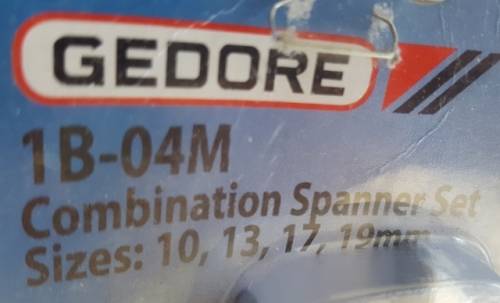 GEDORE
1B-04M
Combination Spanner Set
Sizes: 10, 13, 17, 19mm